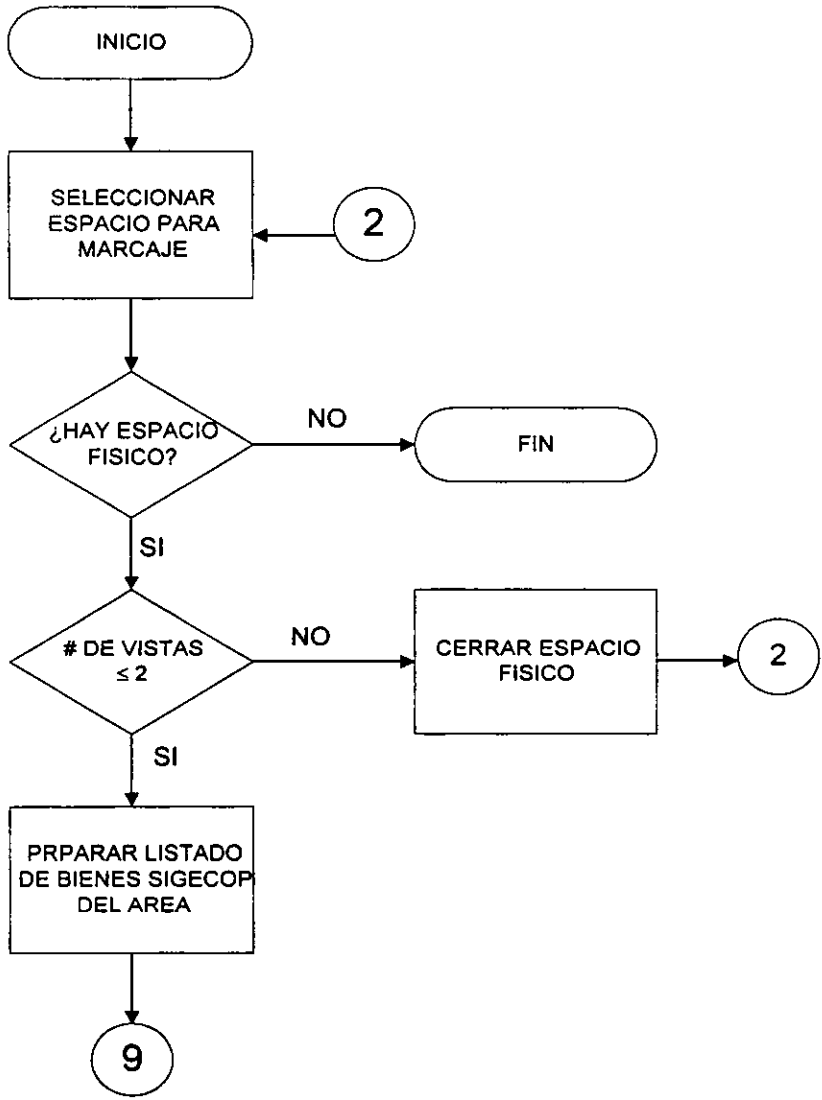 INICIO
SELECCIONAR
ESPACIO PARA
MARCAJE
2
¿HAY ESPACIO
FISICO?
NO
FIN
SI
# DE VISTAS
≤ 2
NO
CERRAR ESPACIO
FISICO
2
SI
PRPARAR LISTADO
DE BIENES SIGECOP
DEL AREA
9